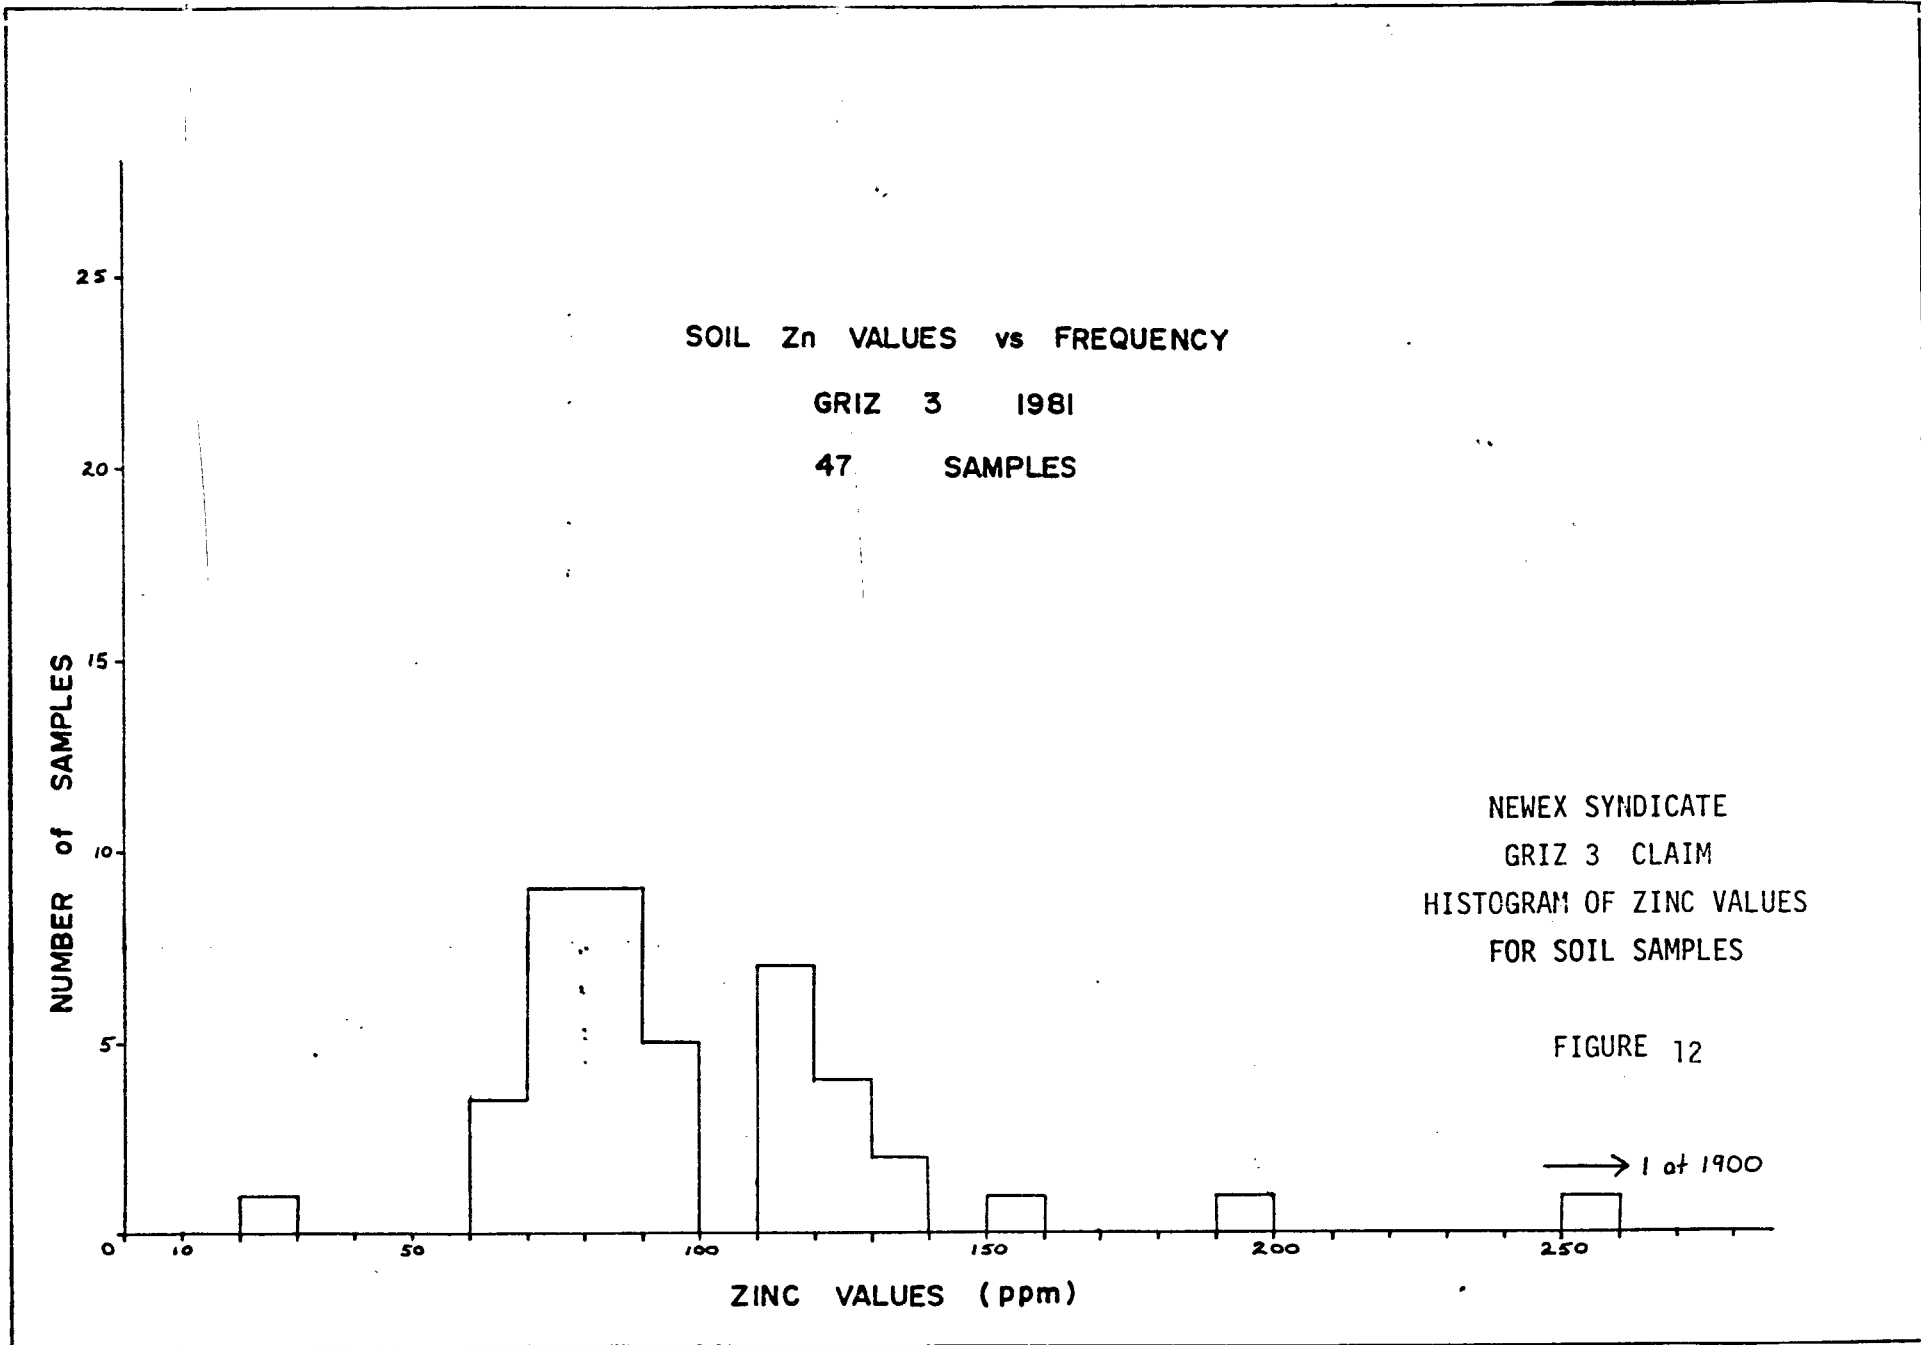 SOIL Zn VALUES vs FREQUENCY
GRIZ 3 1981
47 SAMPLES
NUMBER of SAMPLES
25
20
15
10
5
0 10 50 100 150 200 250
ZINC VALUES (ppm)
NEWEX SYNDICATE
GRIZ 3 CLAIM
HISTOGRAM OF ZINC VALUES
FOR SOIL SAMPLES
FIGURE 12
1 at 1900